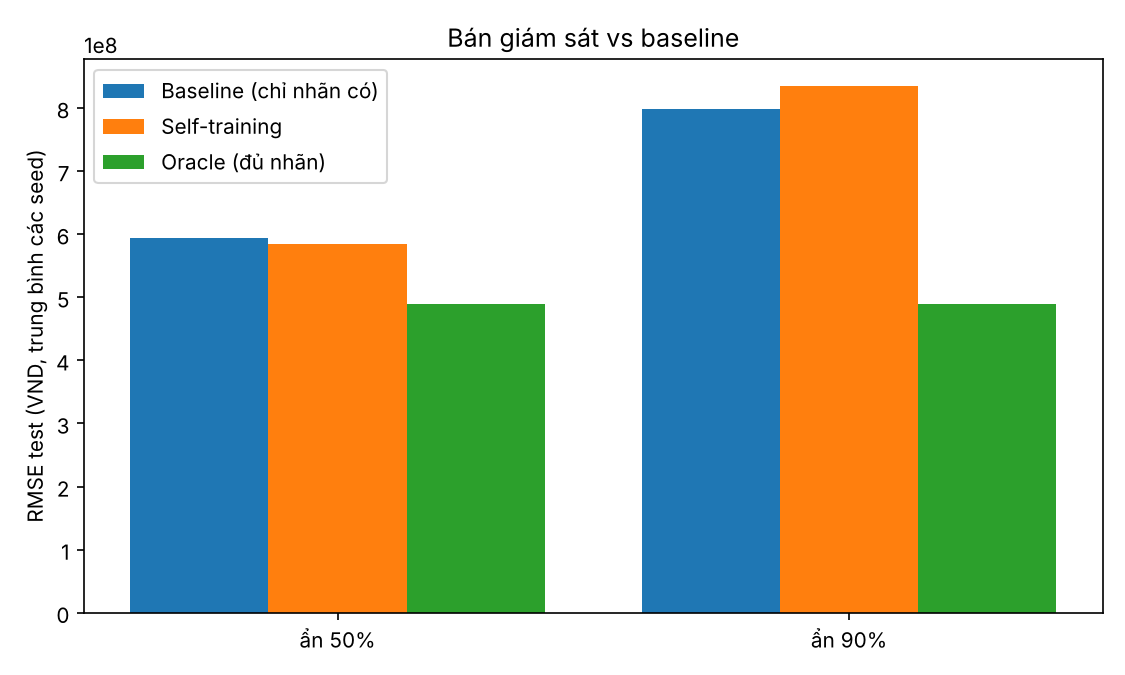 Bán giám sát vs baseline
1e8
Baseline (chỉ nhãn có)
Self-training
Oracle (đủ nhãn)
RMSE test (VND, trung bình các seed)
8
7
6
5
4
3
2
1
0
ẩn 50%
ẩn 90%